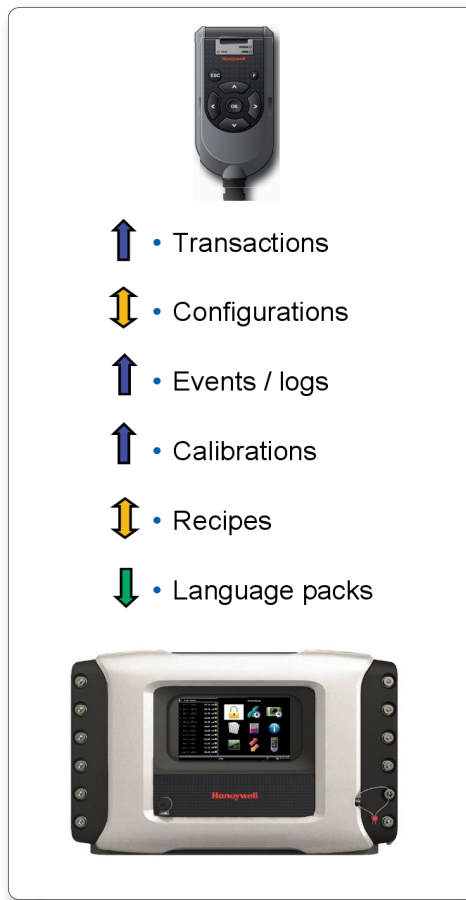 Honeywell
ESC
F
OK
• Transactions
• Configurations
• Events / logs
• Calibrations
• Recipes
• Language packs
Honeywell